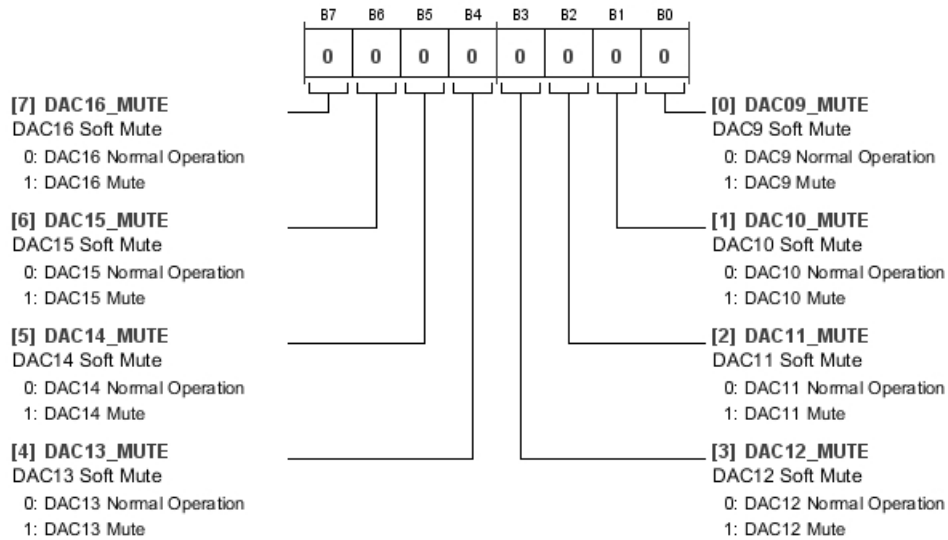 B7 B6 B5 B4 B3 B2 B1 B0
0 0 0 0 0 0 0 0
[7] DAC16_MUTE
DAC16 Soft Mute
0: DAC16 Normal Operation
1: DAC16 Mute
[6] DAC15_MUTE
DAC15 Soft Mute
0: DAC15 Normal Operation
1: DAC15 Mute
[5] DAC14_MUTE
DAC14 Soft Mute
0: DAC14 Normal Operation
1: DAC14 Mute
[4] DAC13_MUTE
DAC13 Soft Mute
0: DAC13 Normal Operation
1: DAC13 Mute
[0] DAC09_MUTE
DAC9 Soft Mute
0: DAC9 Normal Operation
1: DAC9 Mute
[1] DAC10_MUTE
DAC10 Soft Mute
0: DAC10 Normal Operation
1: DAC10 Mute
[2] DAC11_MUTE
DAC11 Soft Mute
0: DAC11 Normal Operation
1: DAC11 Mute
[3] DAC12_MUTE
DAC12 Soft Mute
0: DAC12 Normal Operation
1: DAC12 Mute